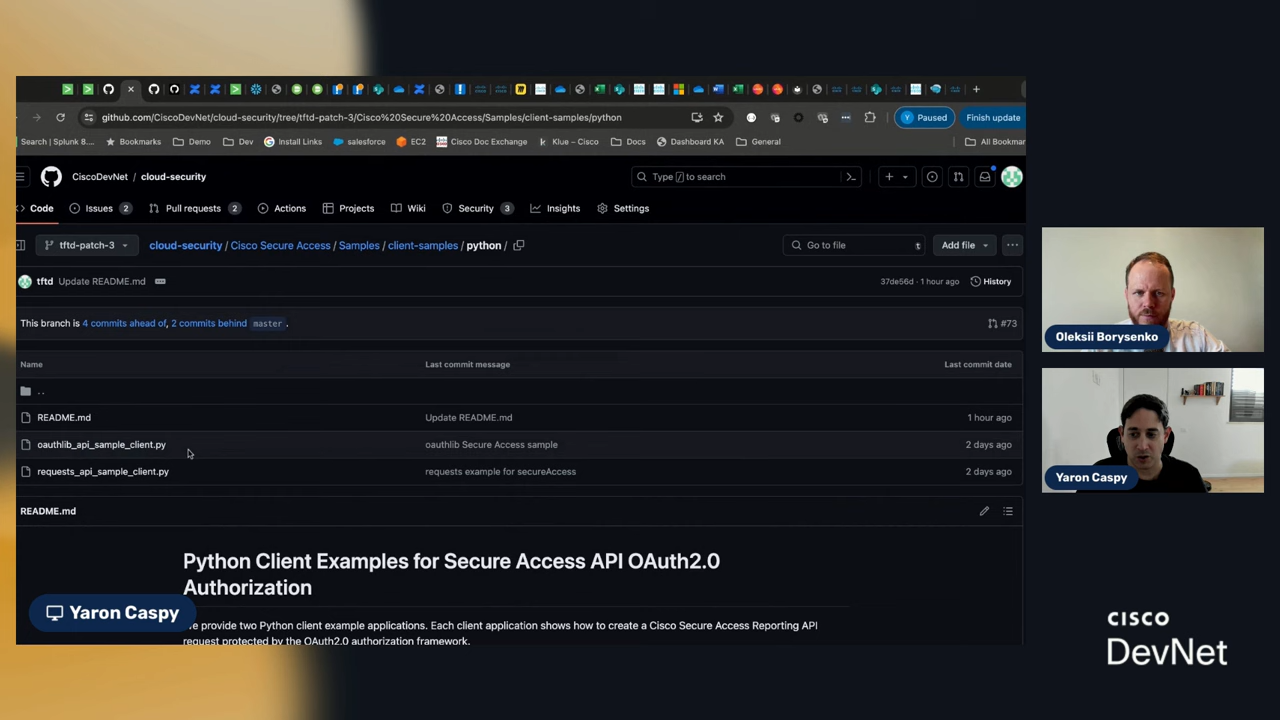 github.com/CiscoDevNet/cloud-security/tree/tftd-patch-3/Cisco%20Secure%20Access/Samples/client-samples/python
Y Paused
Finish update
Search | Splunk 8....
Bookmarks
Demo
Dev
Install Links
salesforce
EC2
Cisco Doc Exchange
Klue – Cisco
Docs
Dashboard KA
General
All Bookmar
CiscoDevNet / cloud-security
Type / to search
Code
Issues 2
Pull requests 2
Actions
Projects
Wiki
Security 3
Insights
Settings
tftd-patch-3
cloud-security / Cisco Secure Access / Samples / client-samples / python /
Go to file t
Add file
tftd Update README.md
37de56d · 1 hour ago
History
This branch is 4 commits ahead of, 2 commits behind master .
#73
Name Last commit message Last commit date
..
README.md Update README.md 1 hour ago
oauthlib_api_sample_client.py oauthlib Secure Access sample 2 days ago
requests_api_sample_client.py requests example for secureAccess 2 days ago
README.md
Python Client Examples for Secure Access API OAuth2.0
Authorization
e provide two Python client example applications. Each client application shows how to create a Cisco Secure Access Reporting API
request protected by the OAuth2.0 authorization framework.
Yaron Caspy
Oleksii Borysenko
Yaron Caspy
CISCO
DevNet